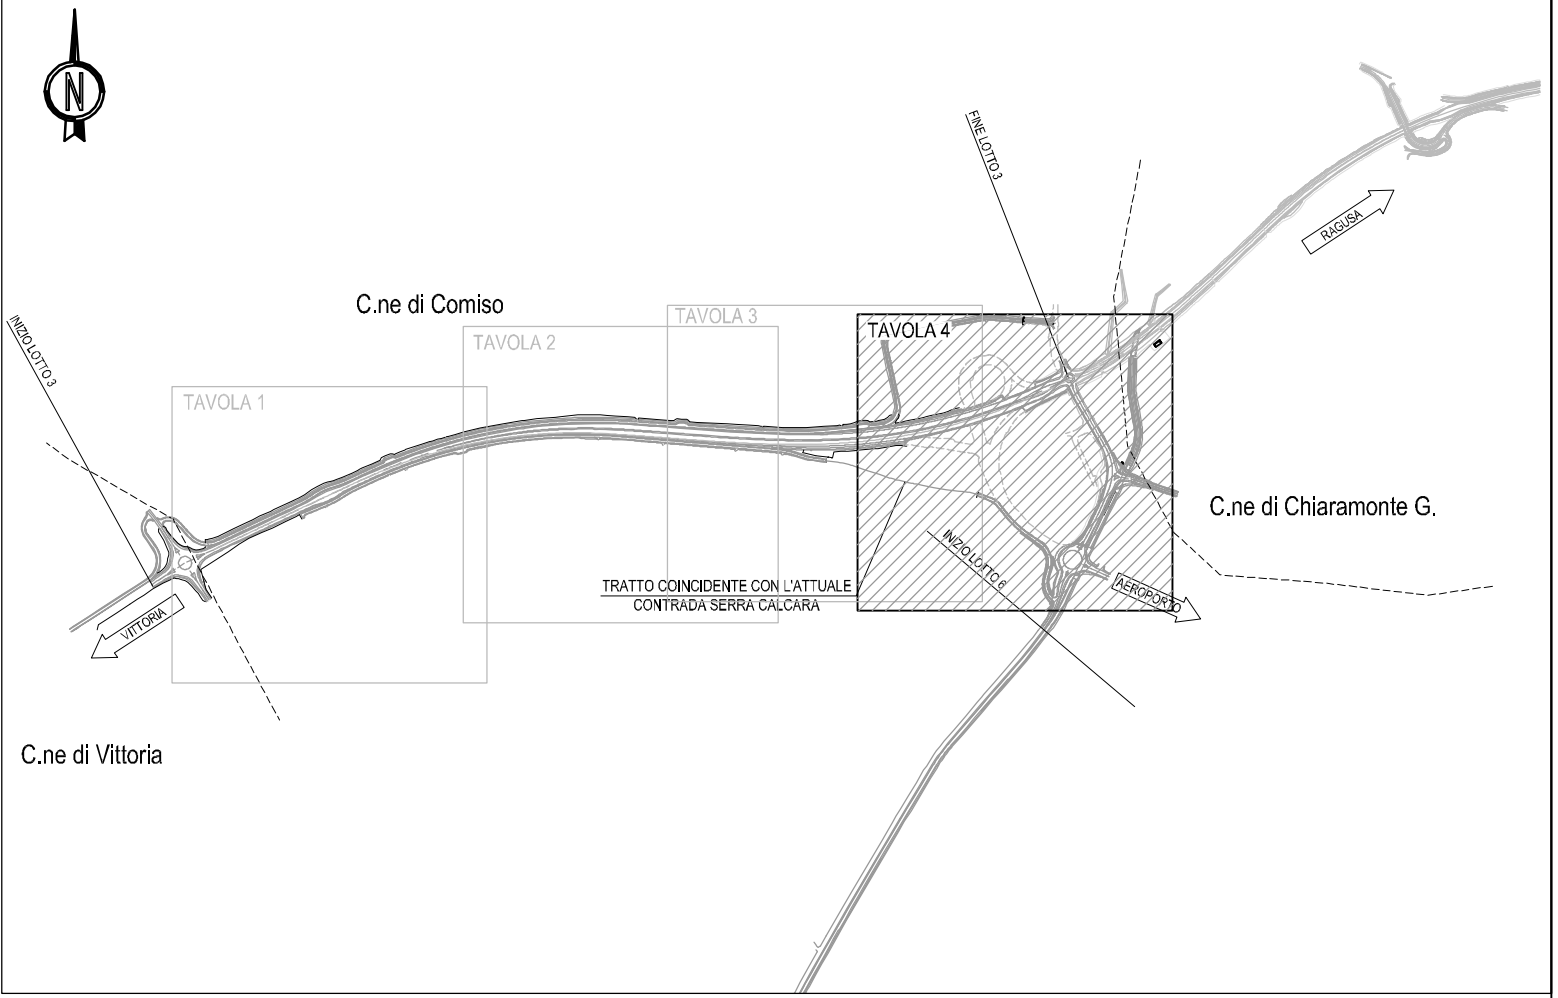 N
FINE LOTTO 3
RAGUSA
C.ne di Comiso
TAVOLA 3
TAVOLA 4
INIZIO LOTTO 3
TAVOLA 2
TAVOLA 1
C.ne di Chiaramonte G.
INIZIO LOTTO 6
TRATTO COINCIDENTE CON L'ATTUALE
CONTRADA SERRA CALCARA
AEROPORTO
VITTORIA
C.ne di Vittoria